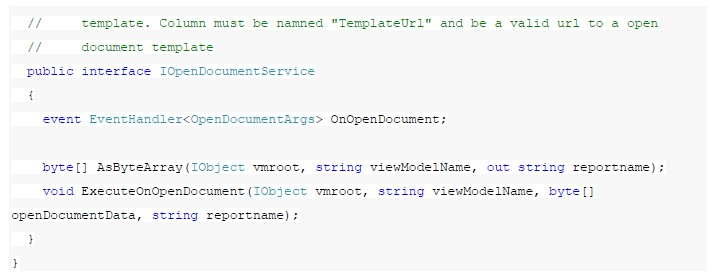 //     template. Column must be namned "TemplateUrl" and be a valid url to a open
//     document template
public interface IOpenDocumentService
{
event EventHandler<OpenDocumentArgs> OnOpenDocument;
byte[] AsByteArray(IObject vmroot, string viewModelName, out string reportname);
void ExecuteOnOpenDocument(IObject vmroot, string viewModelName, byte[]
openDocumentData, string reportname);
}
}